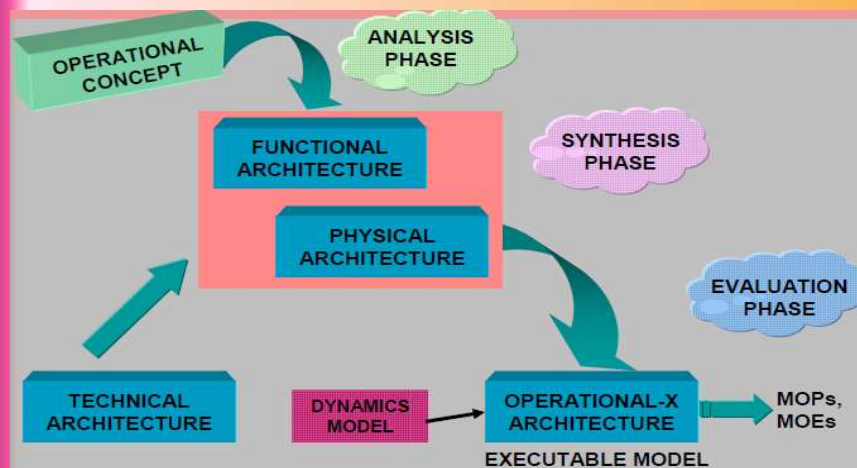 OPERATIONAL
CONCEPT
ANALYSIS
PHASE
FUNCTIONAL
ARCHITECTURE
SYNTHESIS
PHASE
PHYSICAL
ARCHITECTURE
EVALUATION
PHASE
TECHNICAL
ARCHITECTURE
DYNAMICS
MODEL
OPERATIONAL-X
ARCHITECTURE
MOPs,
MOEs
EXECUTABLE MODEL